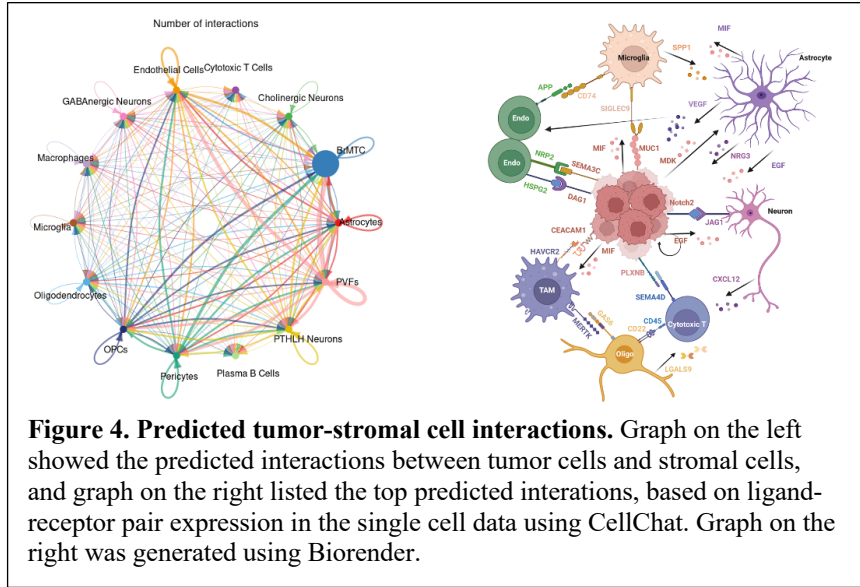 Number of interactions
Endothelial Cells
Cytotoxic T Cells
GABAnergic Neurons
Cholinergic Neurons
Macrophages
BrMTC
Microglia
Astrocytes
Oligodendrocytes
PVFs
OPCs
PTHLH Neurons
Pericytes
Plasma B Cells
MIF
SPP1
Astrocyte
Microglia
APP
CD74
SIGLEC9
VEGF
Endo
MIF
MUC1
MDK
NRG3
EGF
Endo
NRP2
SEMA3C
HSPG2
DAG1
Notch2
Neuron
JAG1
CEACAM1
EGF
HAVCR2
MIF
PLXNB
CXCL12
TAM
SEMA4D
GAS6
CD45
Cytotoxic T
MERTK
CD22
Oligo
LGALS9
Figure 4. Predicted tumor-stromal cell interactions. Graph on the left
showed the predicted interactions between tumor cells and stromal cells,
and graph on the right listed the top predicted interations, based on ligand-
receptor pair expression in the single cell data using CellChat. Graph on the
right was generated using Biorender.